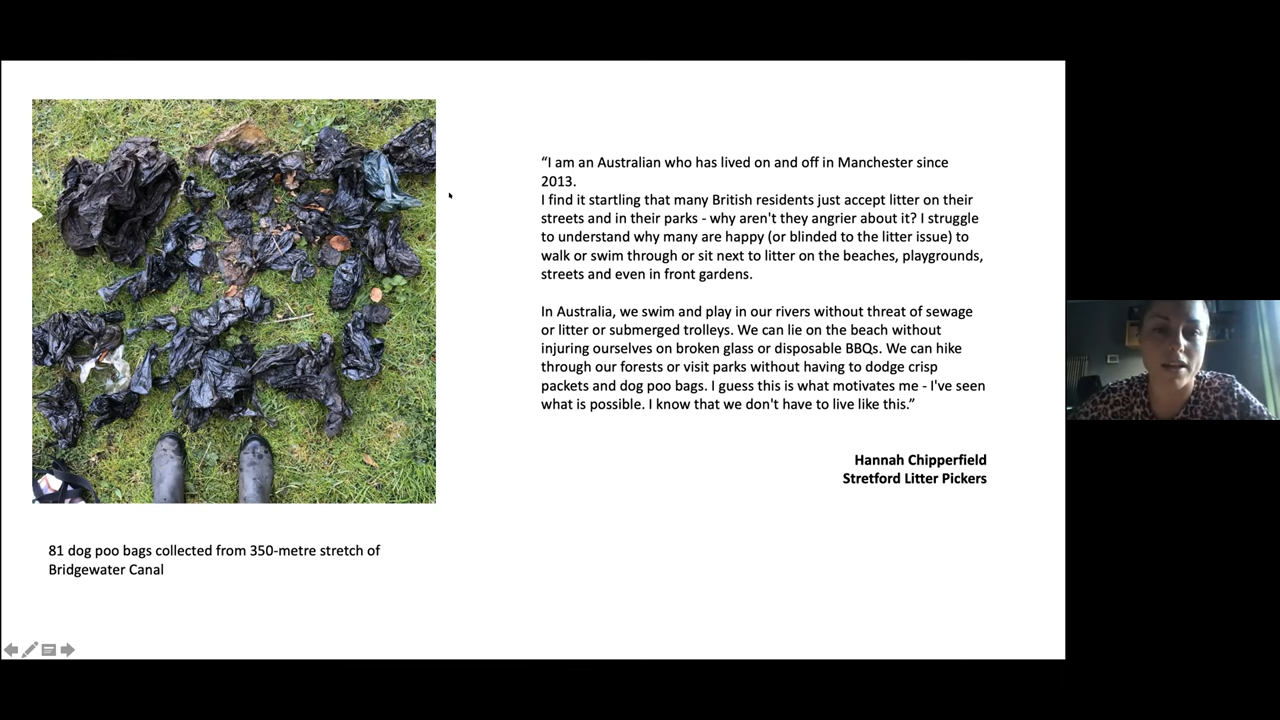 “I am an Australian who has lived on and off in Manchester since
2013.
I find it startling that many British residents just accept litter on their
streets and in their parks - why aren't they angrier about it? I struggle
to understand why many are happy (or blinded to the litter issue) to
walk or swim through or sit next to litter on the beaches, playgrounds,
streets and even in front gardens.
In Australia, we swim and play in our rivers without threat of sewage
or litter or submerged trolleys. We can lie on the beach without
injuring ourselves on broken glass or disposable BBQs. We can hike
through our forests or visit parks without having to dodge crisp
packets and dog poo bags. I guess this is what motivates me - I've seen
what is possible. I know that we don't have to live like this.”
Hannah Chipperfield
Stretford Litter Pickers
81 dog poo bags collected from 350-metre stretch of
Bridgewater Canal